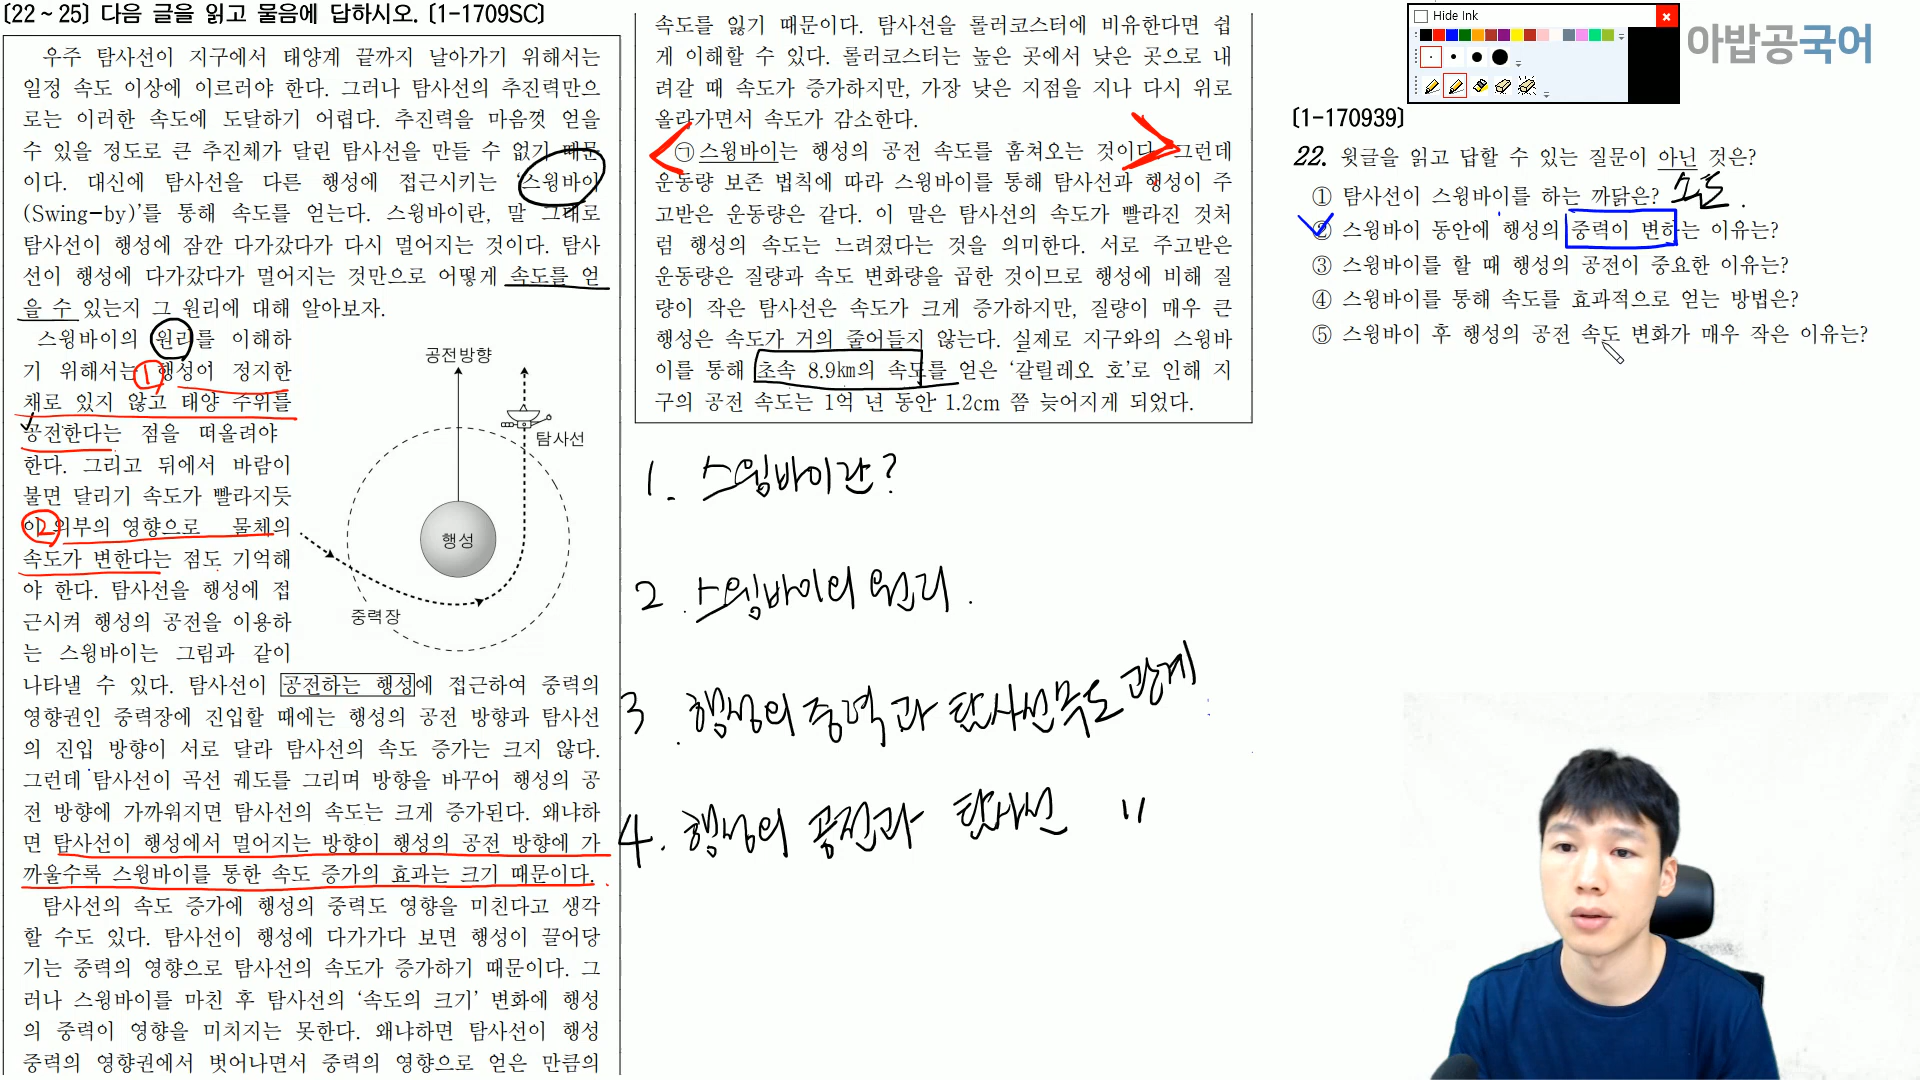 [22 ~ 25] 다음 글을 읽고 물음에 답하시오. [1-1709SC]
우주 탐사선이 지구에서 태양계 끝까지 날아가기 위해서는
일정 속도 이상에 이르러야 한다. 그러나 탐사선의 추진력만으
로는 이러한 속도에 도달하기 어렵다. 추진력을 마음껏 얻을
수 있을 정도로 큰 추진체가 달린 탐사선을 만들 수 없기 때문
이다. 대신에 탐사선을 다른 행성에 접근시키는 ‘스윙바이
(Swing-by)’를 통해 속도를 얻는다. 스윙바이란, 말 그대로
탐사선이 행성에 잠깐 다가갔다가 다시 멀어지는 것이다. 탐사
선이 행성에 다가갔다가 멀어지는 것만으로 어떻게 속도를 얻
을 수 있는지 그 원리에 대해 알아보자.
스윙바이의 원리를 이해하
기 위해서는 행성이 정지한
채로 있지 않고 태양 주위를
공전한다는 점을 떠올려야
한다. 그리고 뒤에서 바람이
불면 달리기 속도가 빨라지듯
이 외부의 영향으로 물체의
속도가 변한다는 점도 기억해
야 한다. 탐사선을 행성에 접
근시켜 행성의 공전을 이용하
는 스윙바이는 그림과 같이
나타낼 수 있다. 탐사선이 공전하는 행성에 접근하여 중력의
영향권인 중력장에 진입할 때에는 행성의 공전 방향과 탐사선
의 진입 방향이 서로 달라 탐사선의 속도 증가는 크지 않다.
그런데 탐사선이 곡선 궤도를 그리며 방향을 바꾸어 행성의 공
전 방향에 가까워지면 탐사선의 속도는 크게 증가된다. 왜냐하
면 탐사선이 행성에서 멀어지는 방향이 행성의 공전 방향에 가
까울수록 스윙바이를 통한 속도 증가의 효과는 크기 때문이다.
탐사선의 속도 증가에 행성의 중력도 영향을 미친다고 생각
할 수도 있다. 탐사선이 행성에 다가가다 보면 행성이 끌어당
기는 중력의 영향으로 탐사선의 속도가 증가하기 때문이다. 그
러나 스윙바이를 마친 후 탐사선의 ‘속도의 크기’ 변화에 행성
의 중력이 영향을 미치지는 못한다. 왜냐하면 탐사선이 행성
중력의 영향권에서 벗어나면서 중력의 영향으로 얻은 만큼의
1
2
공전방향
탐사선
행성
중력장
속도를 잃기 때문이다. 탐사선을 롤러코스터에 비유한다면 쉽
게 이해할 수 있다. 롤러코스터는 높은 곳에서 낮은 곳으로 내
려갈 때 속도가 증가하지만, 가장 낮은 지점을 지나 다시 위로
올라가면서 속도가 감소한다.
㉠ 스윙바이는 행성의 공전 속도를 훔쳐오는 것이다. 그런데
운동량 보존 법칙에 따라 스윙바이를 통해 탐사선과 행성이 주
고받은 운동량은 같다. 이 말은 탐사선의 속도가 빨라진 것처
럼 행성의 속도는 느려졌다는 것을 의미한다. 서로 주고받은
운동량은 질량과 속도 변화량을 곱한 것이므로 행성에 비해 질
량이 작은 탐사선은 속도가 크게 증가하지만, 질량이 매우 큰
행성은 속도가 거의 줄어들지 않는다. 실제로 지구와의 스윙바
이를 통해 초속 8.9㎞의 속도를 얻은 ‘갈릴레오 호’로 인해 지
구의 공전 속도는 1억 년 동안 1.2cm 쯤 늦어지게 되었다.
1. 스윙바이란?
2. 스윙바이의 원리.
3. 행성의 중력과 탐사선 속도 관계
4. 행성의 공전과 탐사선 〃
Hide Ink
아밥공국어
[1-170939]
22. 윗글을 읽고 답할 수 있는 질문이 아닌 것은?
① 탐사선이 스윙바이를 하는 까닭은? 속도.
② 스윙바이 동안에 행성의 중력이 변하는 이유는?
③ 스윙바이를 할 때 행성의 공전이 중요한 이유는?
④ 스윙바이를 통해 속도를 효과적으로 얻는 방법은?
⑤ 스윙바이 후 행성의 공전 속도 변화가 매우 작은 이유는?